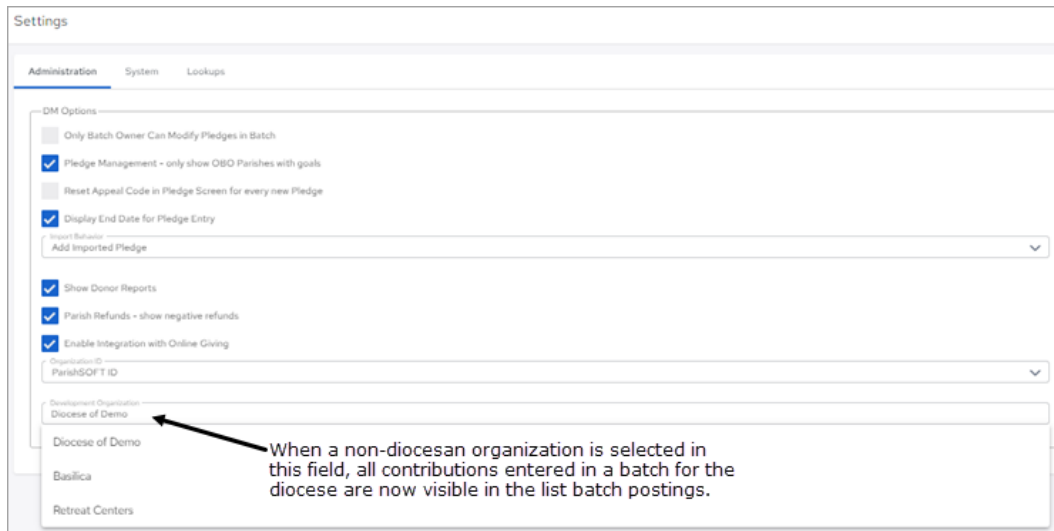 Settings
Administration System Lookups
DM Options
Only Batch Owner Can Modify Pledges in Batch
Pledge Management - only show OBO Parishes with goals
Reset Appeal Code in Pledge Screen for every new Pledge
Display End Date for Pledge Entry
Import Behavior
Add Imported Pledge
Show Donor Reports
Parish Refunds - show negative refunds
Enable Integration with Online Giving
Organization ID
ParishSOFT ID
Development Organization
Diocese of Demo
Diocese of Demo
Basilica
Retreat Centers
When a non-diocesan organization is selected in
this field, all contributions entered in a batch for the
diocese are now visible in the list batch postings.